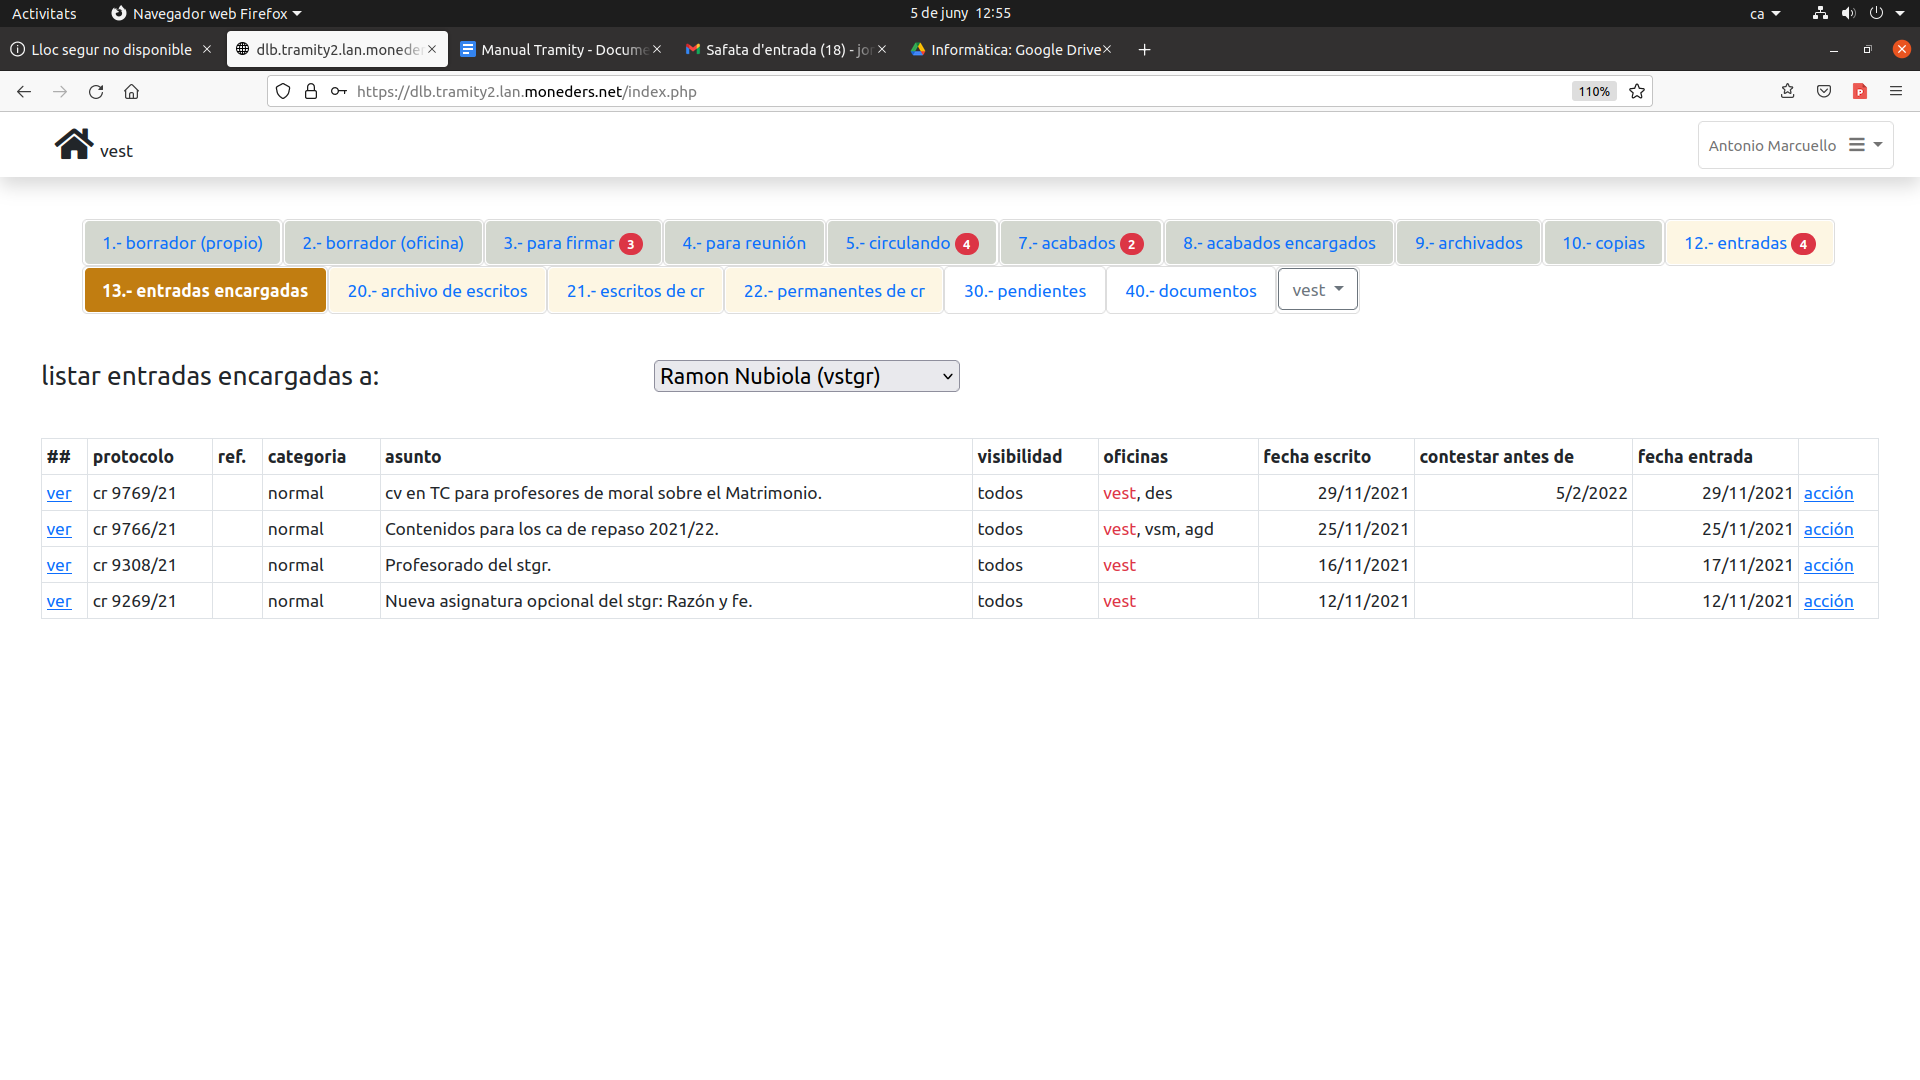 Activitats Navegador web Firefox 5 de juny 12:55 ca
Lloc segur no disponible dlb.tramity2.lan.moneder Manual Tramity - Docume Safata d'entrada (18) - jor Informàtica: Google Drive
https://dlb.tramity2.lan.moneders.net/index.php 110%
vest Antonio Marcuello
1.- borrador (propio) 2.- borrador (oficina) 3.- para firmar 3 4.- para reunión 5.- circulando 4 7.- acabados 2 8.- acabados encargados 9.- archivados 10.- copias 12.- entradas 4
13.- entradas encargadas 20.- archivo de escritos 21.- escritos de cr 22.- permanentes de cr 30.- pendientes 40.- documentos vest
listar entradas encargadas a: Ramon Nubiola (vstgr)
## protocolo ref. categoria asunto visibilidad oficinas fecha escrito contestar antes de fecha entrada
ver cr 9769/21 normal cv en TC para profesores de moral sobre el Matrimonio. todos vest, des 29/11/2021 5/2/2022 29/11/2021 acción
ver cr 9766/21 normal Contenidos para los ca de repaso 2021/22. todos vest, vsm, agd 25/11/2021 25/11/2021 acción
ver cr 9308/21 normal Profesorado del stgr. todos vest 16/11/2021 17/11/2021 acción
ver cr 9269/21 normal Nueva asignatura opcional del stgr: Razón y fe. todos vest 12/11/2021 12/11/2021 acción